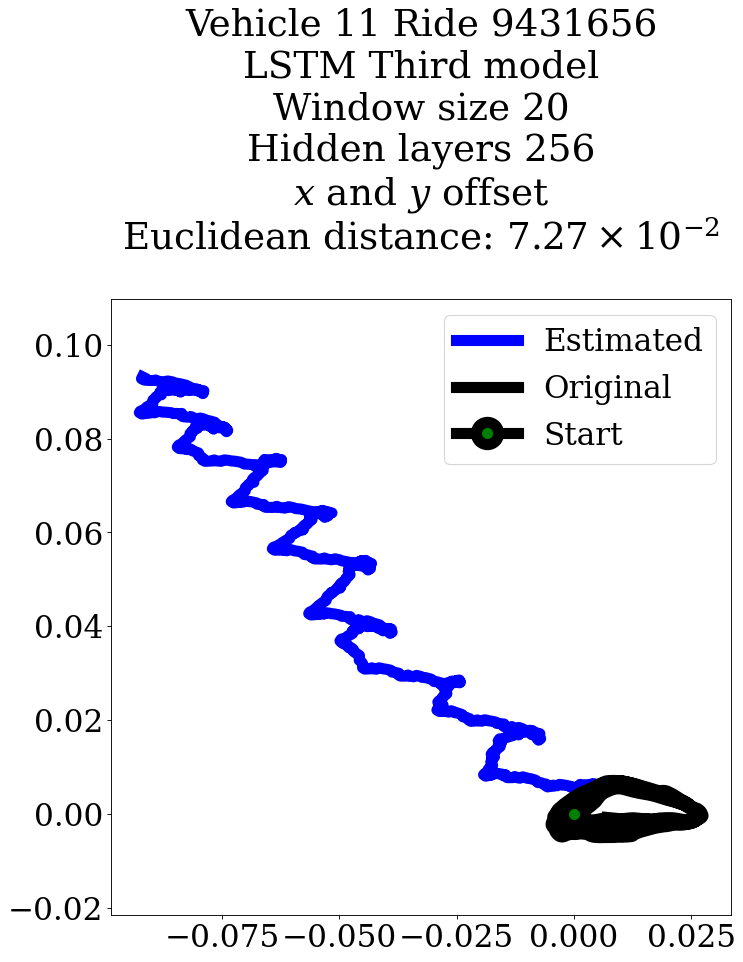 Vehicle 11 Ride 9431656
LSTM Third model
Window size 20
Hidden layers 256
x and y offset
Euclidean distance: 7.27 × 10⁻²
Estimated
Original
Start
0.10
0.08
0.06
0.04
0.02
0.00
−0.02
−0.075 −0.050 −0.025 0.000 0.025